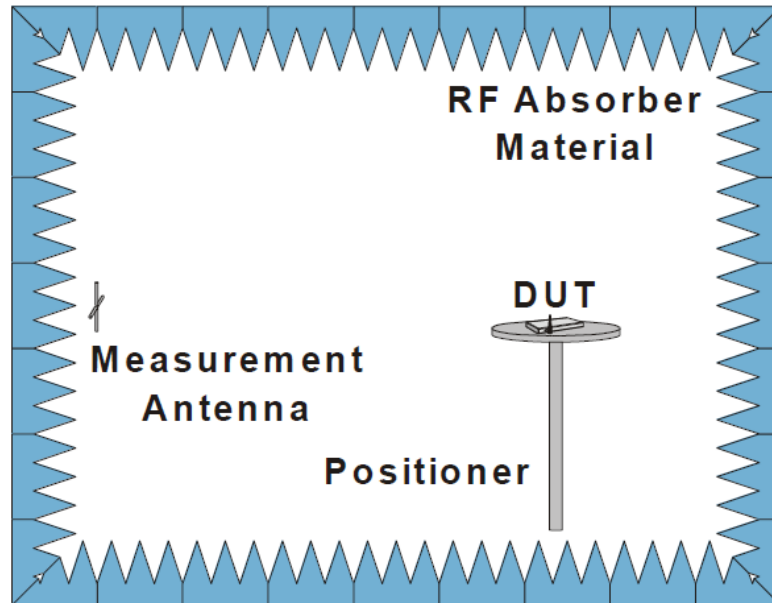 RF Absorber
Material
DUT
Measurement
Antenna
Positioner